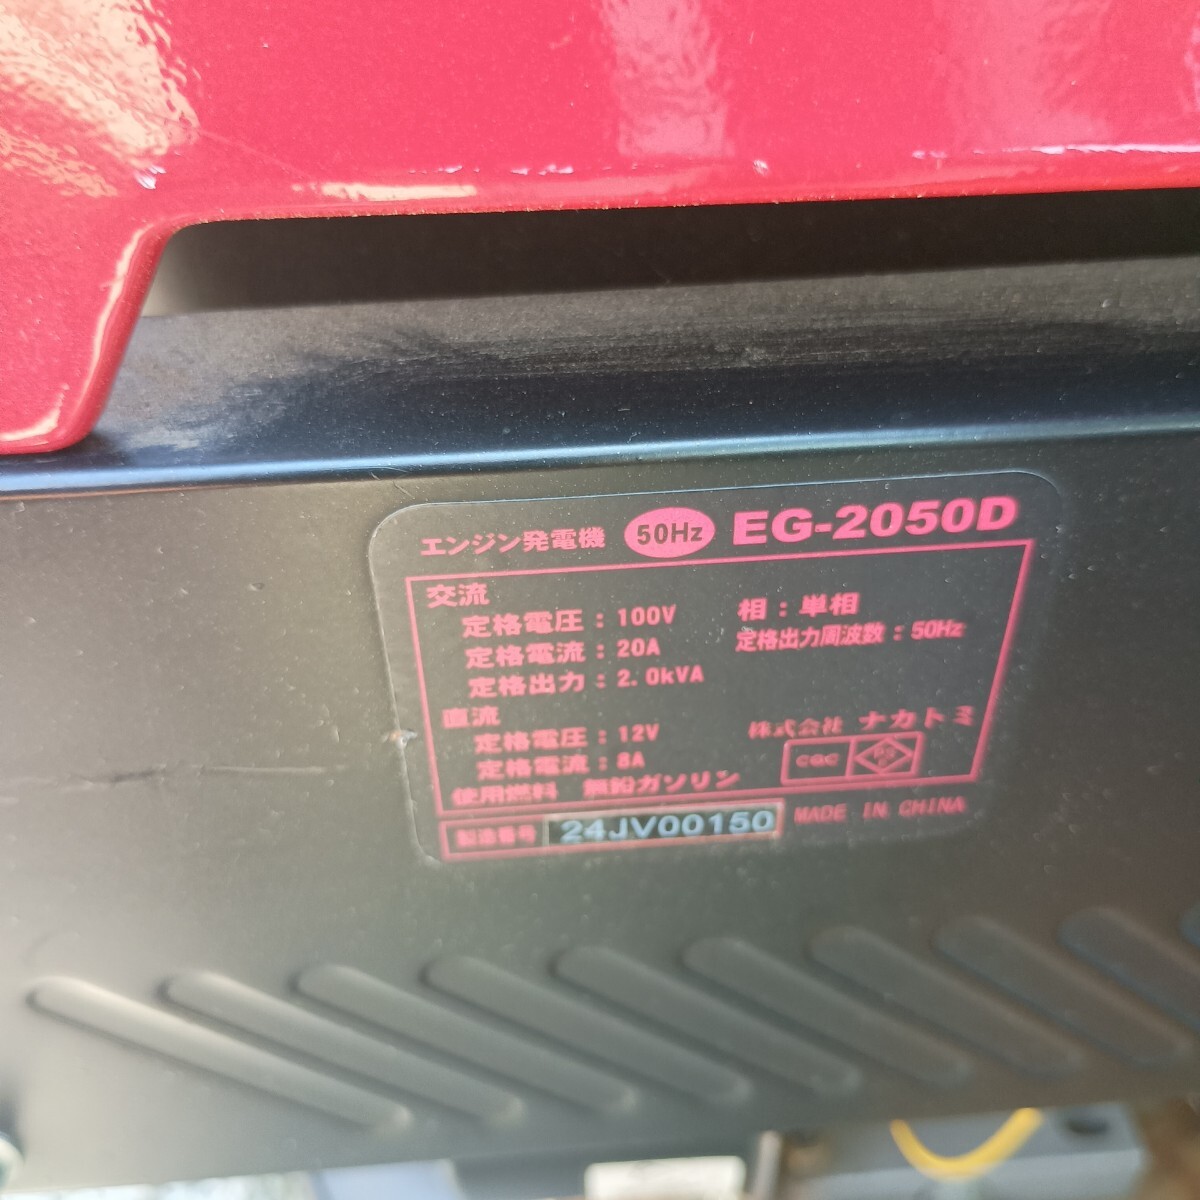 エンジン発電機 50Hz EG-2050D
交流
定格電圧：100V 相：単相
定格電流：20A 定格出力周波数：50Hz
定格出力：2.0kVA
直流
定格電圧：12V 株式会社 ナカトミ
定格電流：8A CQC
使用燃料 無鉛ガソリン
製造番号 24JV00150 MADE IN CHINA